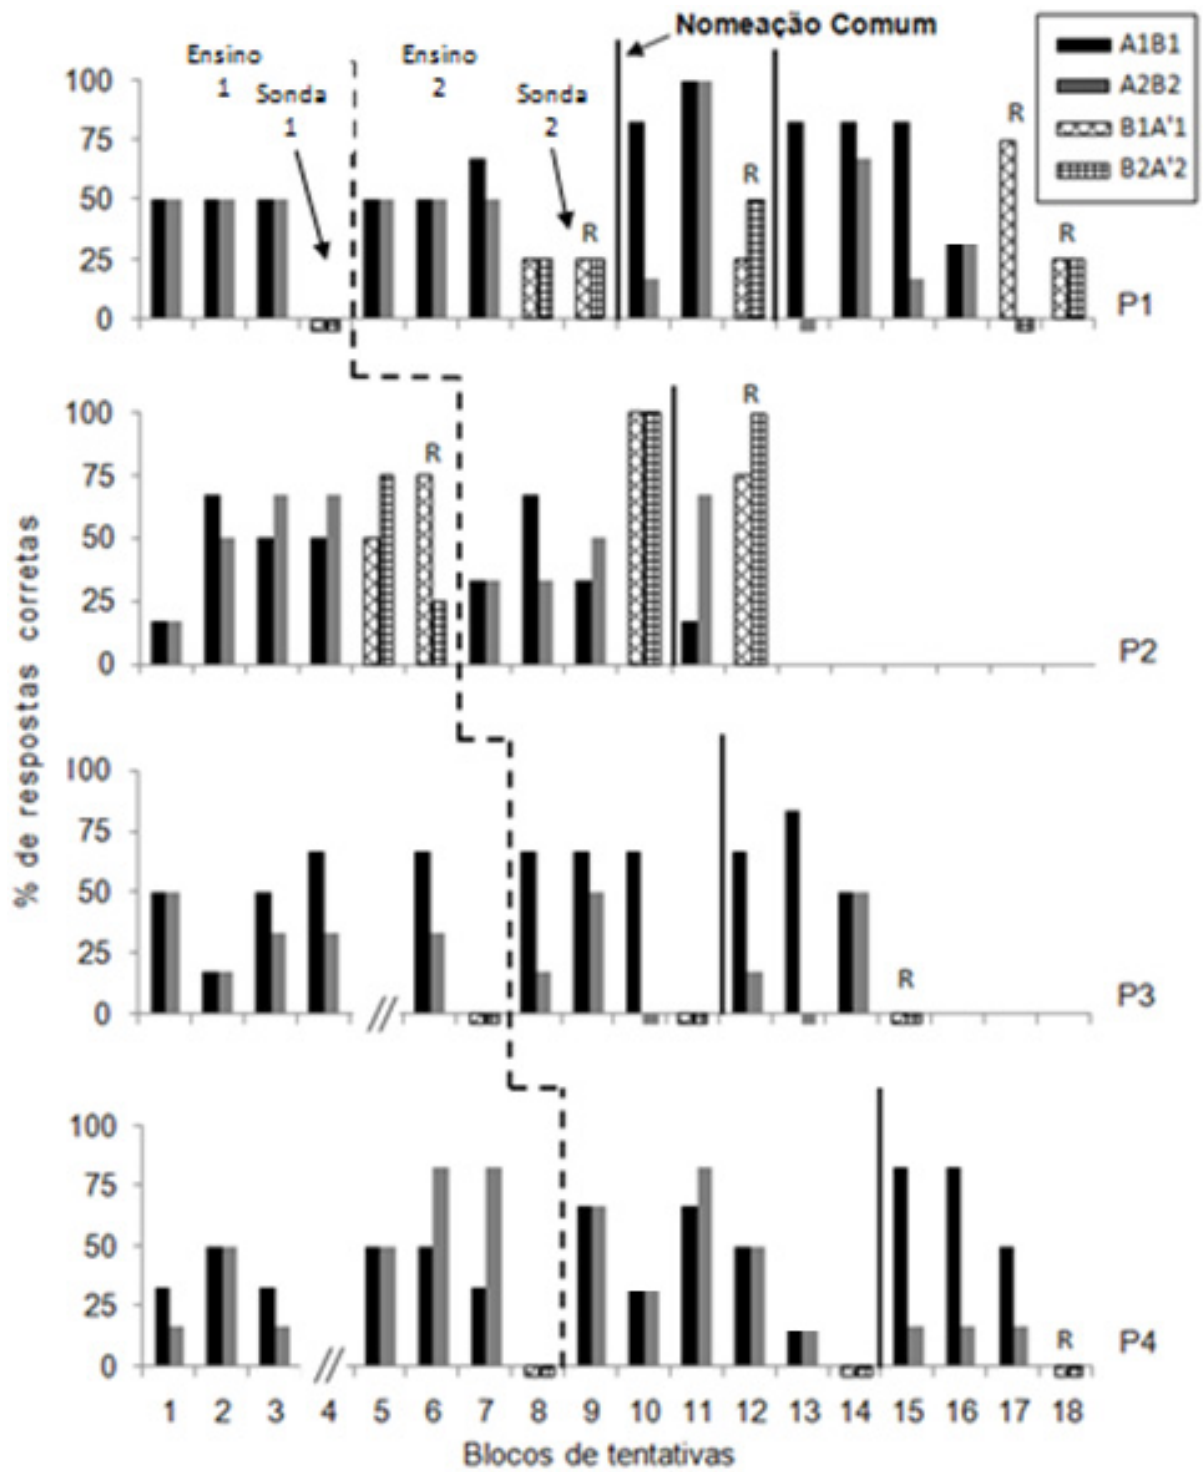 Nomeação Comum
A1B1
A2B2
B1A'1
B2A'2
Ensino
1
Sonda
1
Ensino
2
Sonda
2
100
75
50
25
0
R
R
R
R
P1
100
75
50
25
0
R
R
P2
% de respostas corretas
100
75
50
25
0
//
R
P3
100
75
50
25
0
//
R
P4
1 2 3 4 5 6 7 8 9 10 11 12 13 14 15 16 17 18
Blocos de tentativas